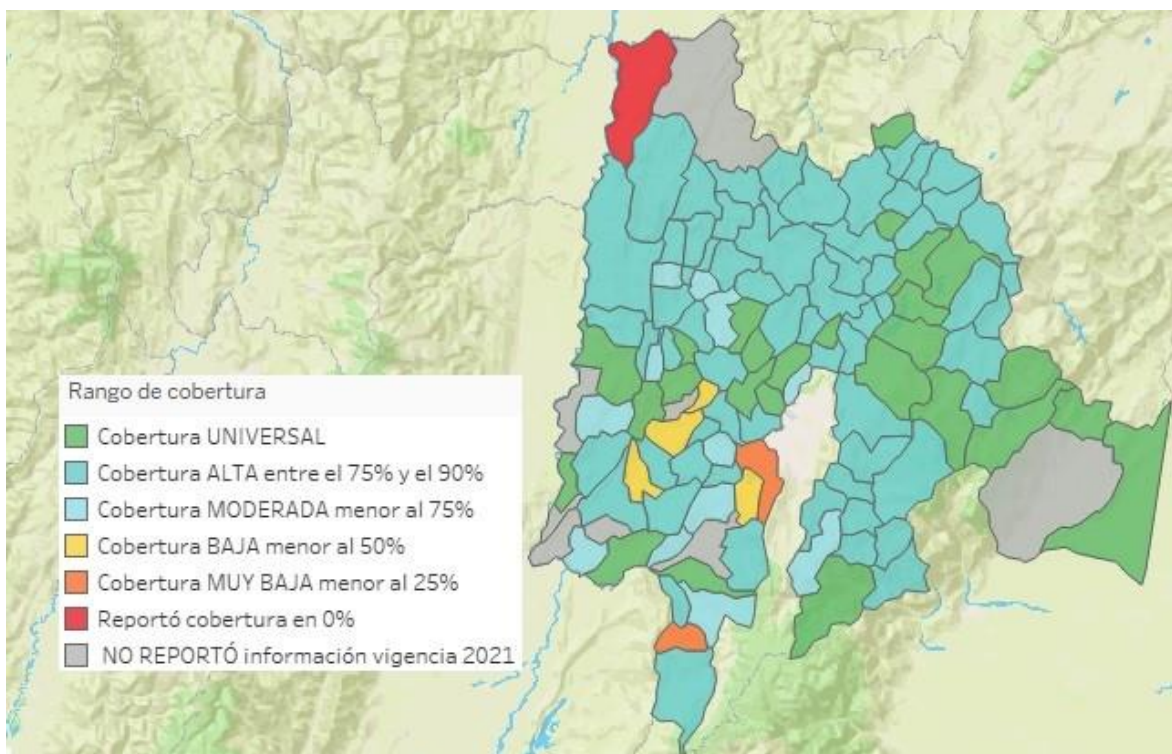 Rango de cobertura
Cobertura UNIVERSAL
Cobertura ALTA entre el 75% y el 90%
Cobertura MODERADA menor al 75%
Cobertura BAJA menor al 50%
Cobertura MUY BAJA menor al 25%
Reportó cobertura en 0%
NO REPORTÓ información vigencia 2021